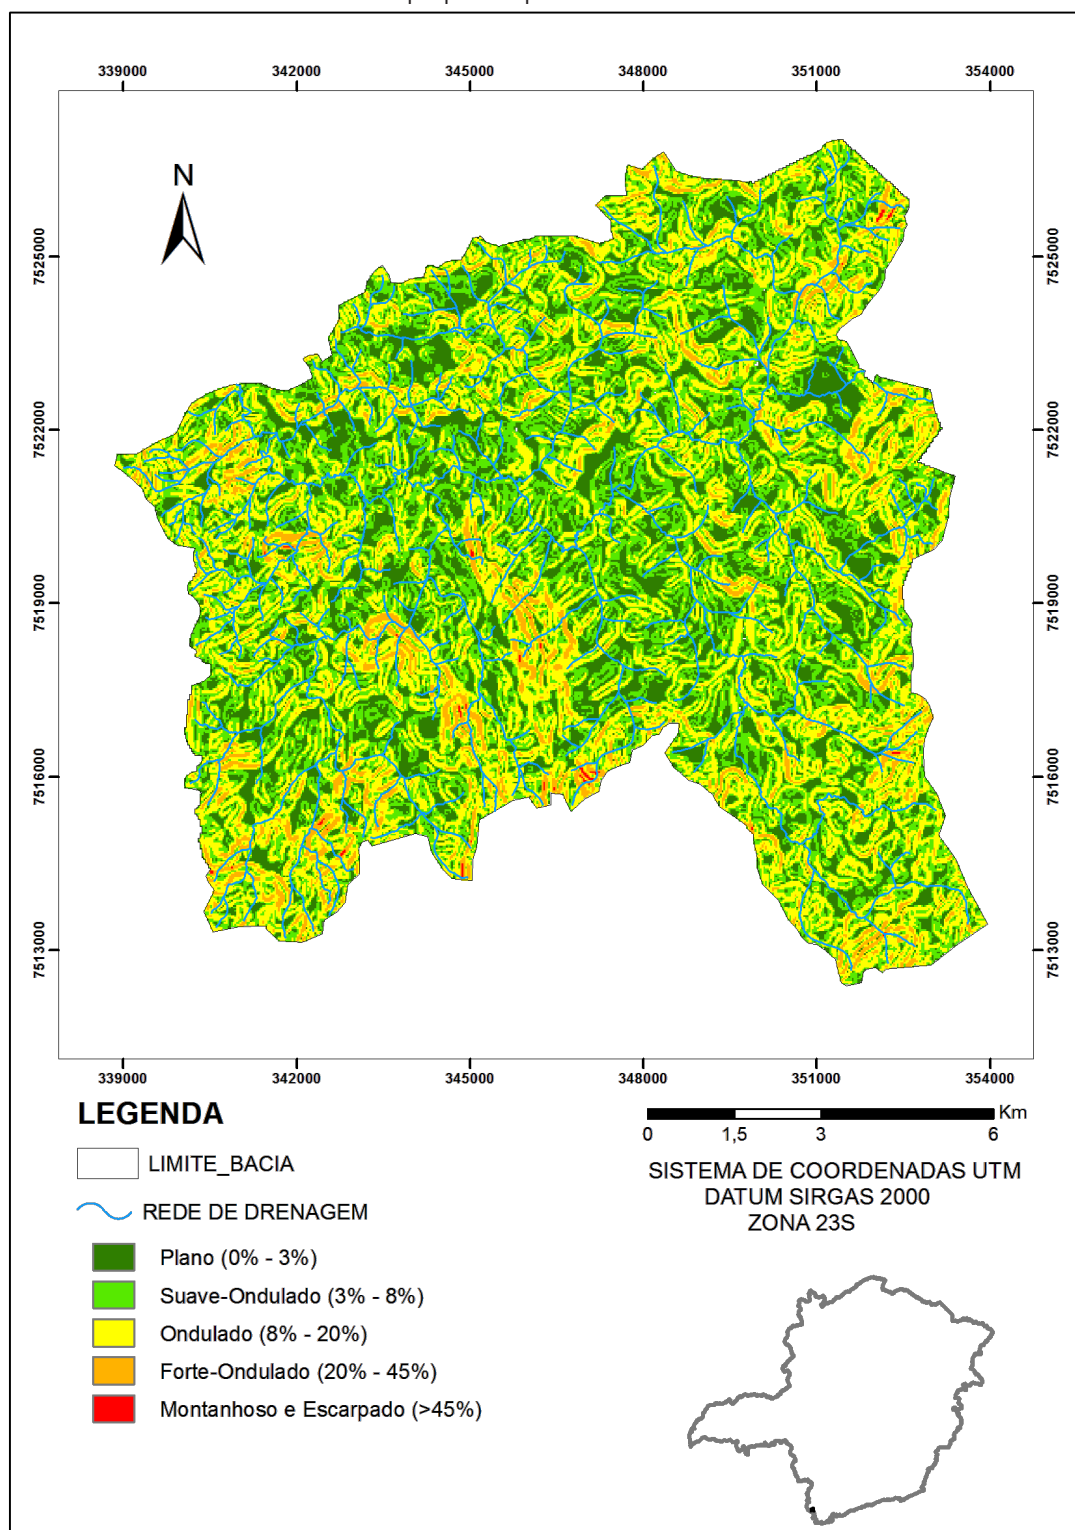 339000 342000 345000 348000 351000 354000
N
7525000 7525000
7522000 7522000
7519000 7519000
7516000 7516000
7513000 7513000
339000 342000 345000 348000 351000 354000
LEGENDA
LIMITE_BACIA
REDE DE DRENAGEM
Plano (0% - 3%)
Suave-Ondulado (3% - 8%)
Ondulado (8% - 20%)
Forte-Ondulado (20% - 45%)
Montanhoso e Escarpado (>45%)
Km
0 1,5 3 6
SISTEMA DE COORDENADAS UTM
DATUM SIRGAS 2000
ZONA 23S